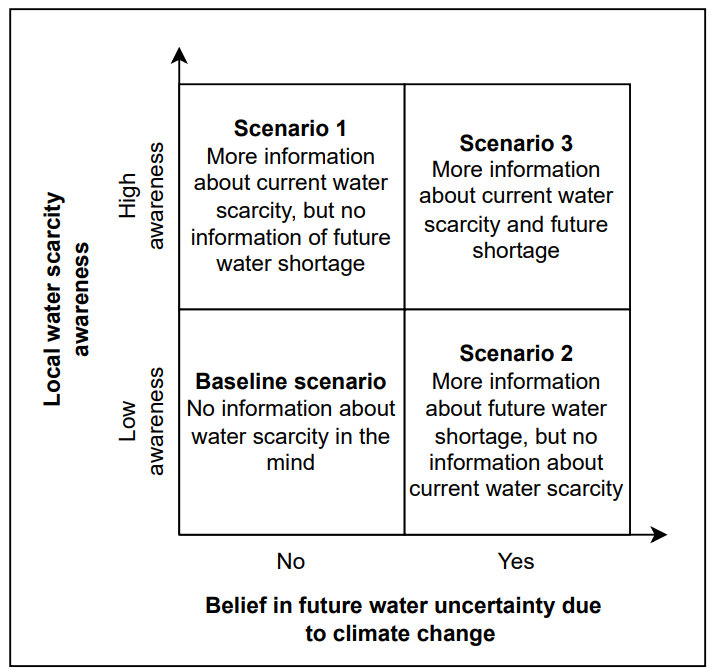 Local water scarcity
awareness
High
awareness
Low
awareness
Scenario 1
More information
about current water
scarcity, but no
information of future
water shortage
Scenario 3
More information
about current water
scarcity and future
shortage
Baseline scenario
No information about
water scarcity in the
mind
Scenario 2
More information
about future water
shortage, but no
information about
current water scarcity
No
Yes
Belief in future water uncertainty due
to climate change